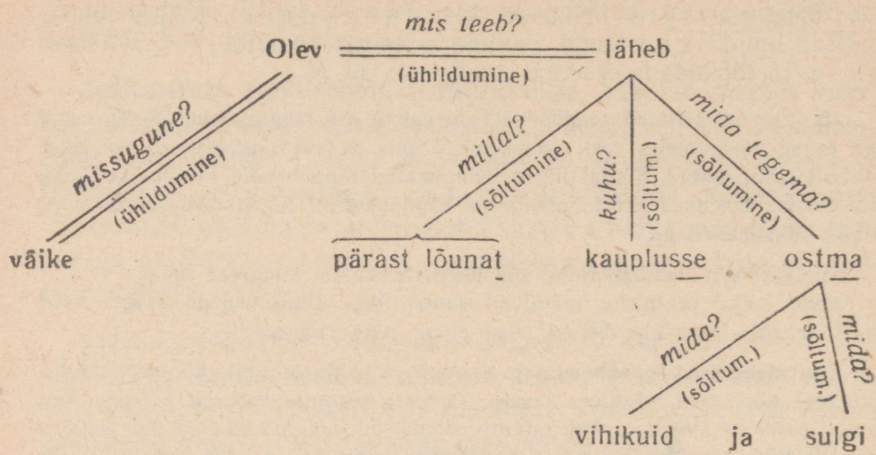 mis teeb?
Olev läheb
(ühildumine)
missugune?
(ühildumine)
millal?
(sõltumine)
kuhu?
(sõltum.)
mida tegema?
(sõltumine)
väike pärast lõunat kauplusse ostma
mida?
(sõltum.)
mida?
(sõltum.)
vihikuid ja sulgi